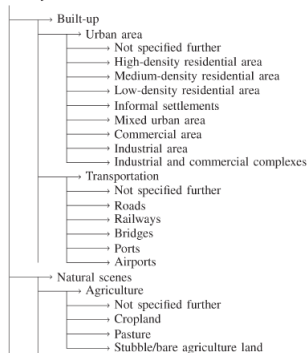 Built-up
Urban area
Not specified further
High-density residential area
Medium-density residential area
Low-density residential area
Informal settlements
Mixed urban area
Commercial area
Industrial area
Industrial and commercial complexes
Transportation
Not specified further
Roads
Railways
Bridges
Ports
Airports
Natural scenes
Agriculture
Not specified further
Cropland
Pasture
Stubble/bare agriculture land